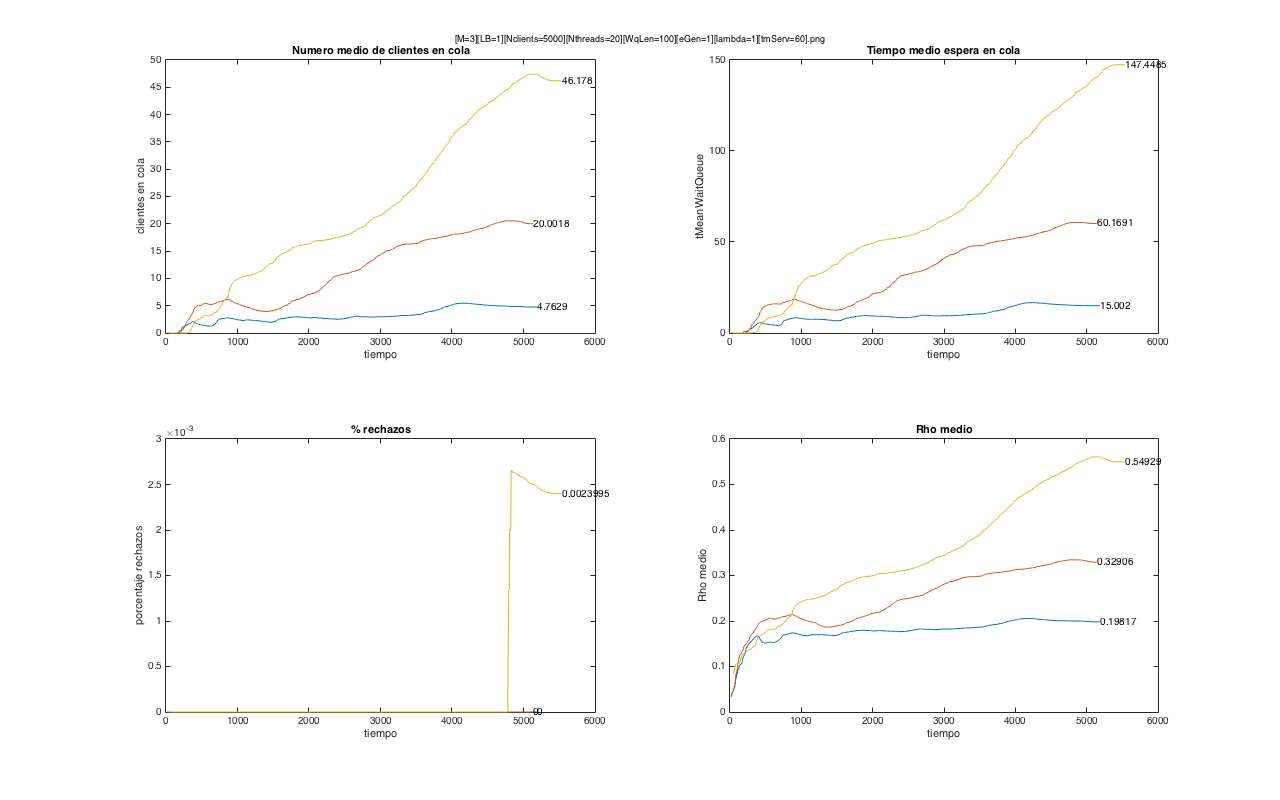 [M=3][LB=1][Nclients=5000][Nthreads=20][WqLen=100][eGen=1][lambda=1][tmServ=60].png
Numero medio de clientes en cola
50
45
40
35
30
25
20
15
10
5
0
clientes en cola
46.178
20.0018
4.7629
0 1000 2000 3000 4000 5000 6000
tiempo
Tiempo medio espera en cola
150
100
50
0
tMeanWaitQueue
147.4485
60.1691
15.002
0 1000 2000 3000 4000 5000 6000
tiempo
% rechazos
×10-3
3
2.5
2
1.5
1
0.5
0
porcentaje rechazos
0.0023995
0
0
0 1000 2000 3000 4000 5000 6000
tiempo
Rho medio
0.6
0.5
0.4
0.3
0.2
0.1
0
Rho medio
0.54929
0.32906
0.19817
0 1000 2000 3000 4000 5000 6000
tiempo